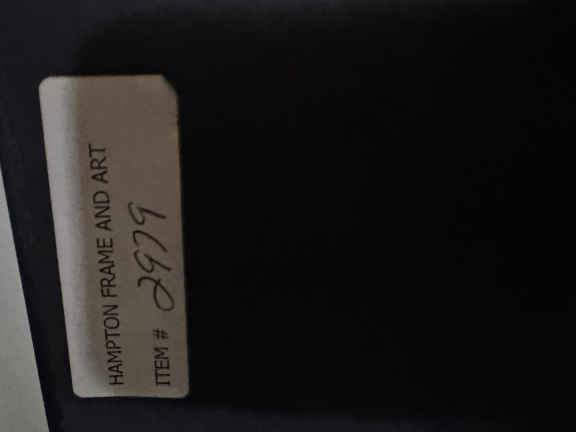 HAMPTON FRAME AND ART
ITEM # 2979